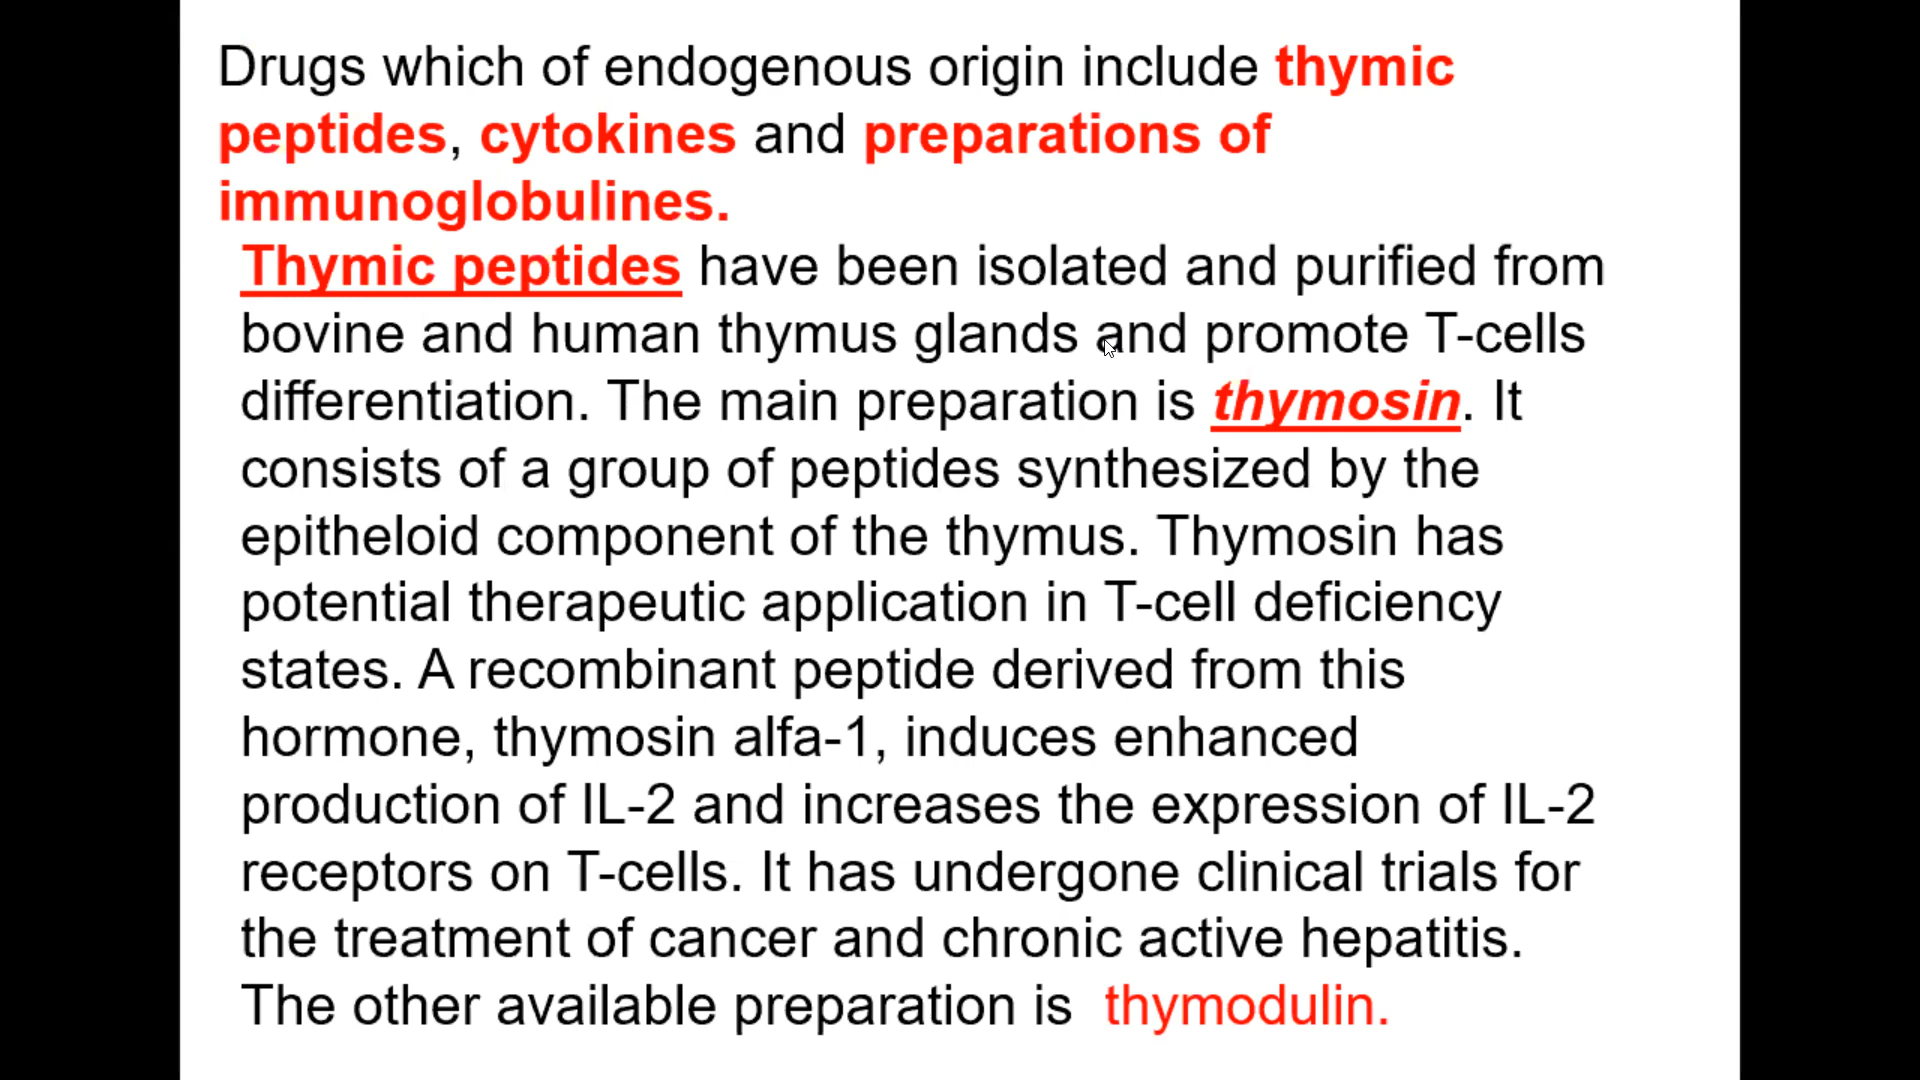 Drugs which of endogenous origin include thymic
peptides, cytokines and preparations of
immunoglobulines.
Thymic peptides have been isolated and purified from
bovine and human thymus glands and promote T-cells
differentiation. The main preparation is thymosin. It
consists of a group of peptides synthesized by the
epitheloid component of the thymus. Thymosin has
potential therapeutic application in T-cell deficiency
states. A recombinant peptide derived from this
hormone, thymosin alfa-1, induces enhanced
production of IL-2 and increases the expression of IL-2
receptors on T-cells. It has undergone clinical trials for
the treatment of cancer and chronic active hepatitis.
The other available preparation is thymodulin.